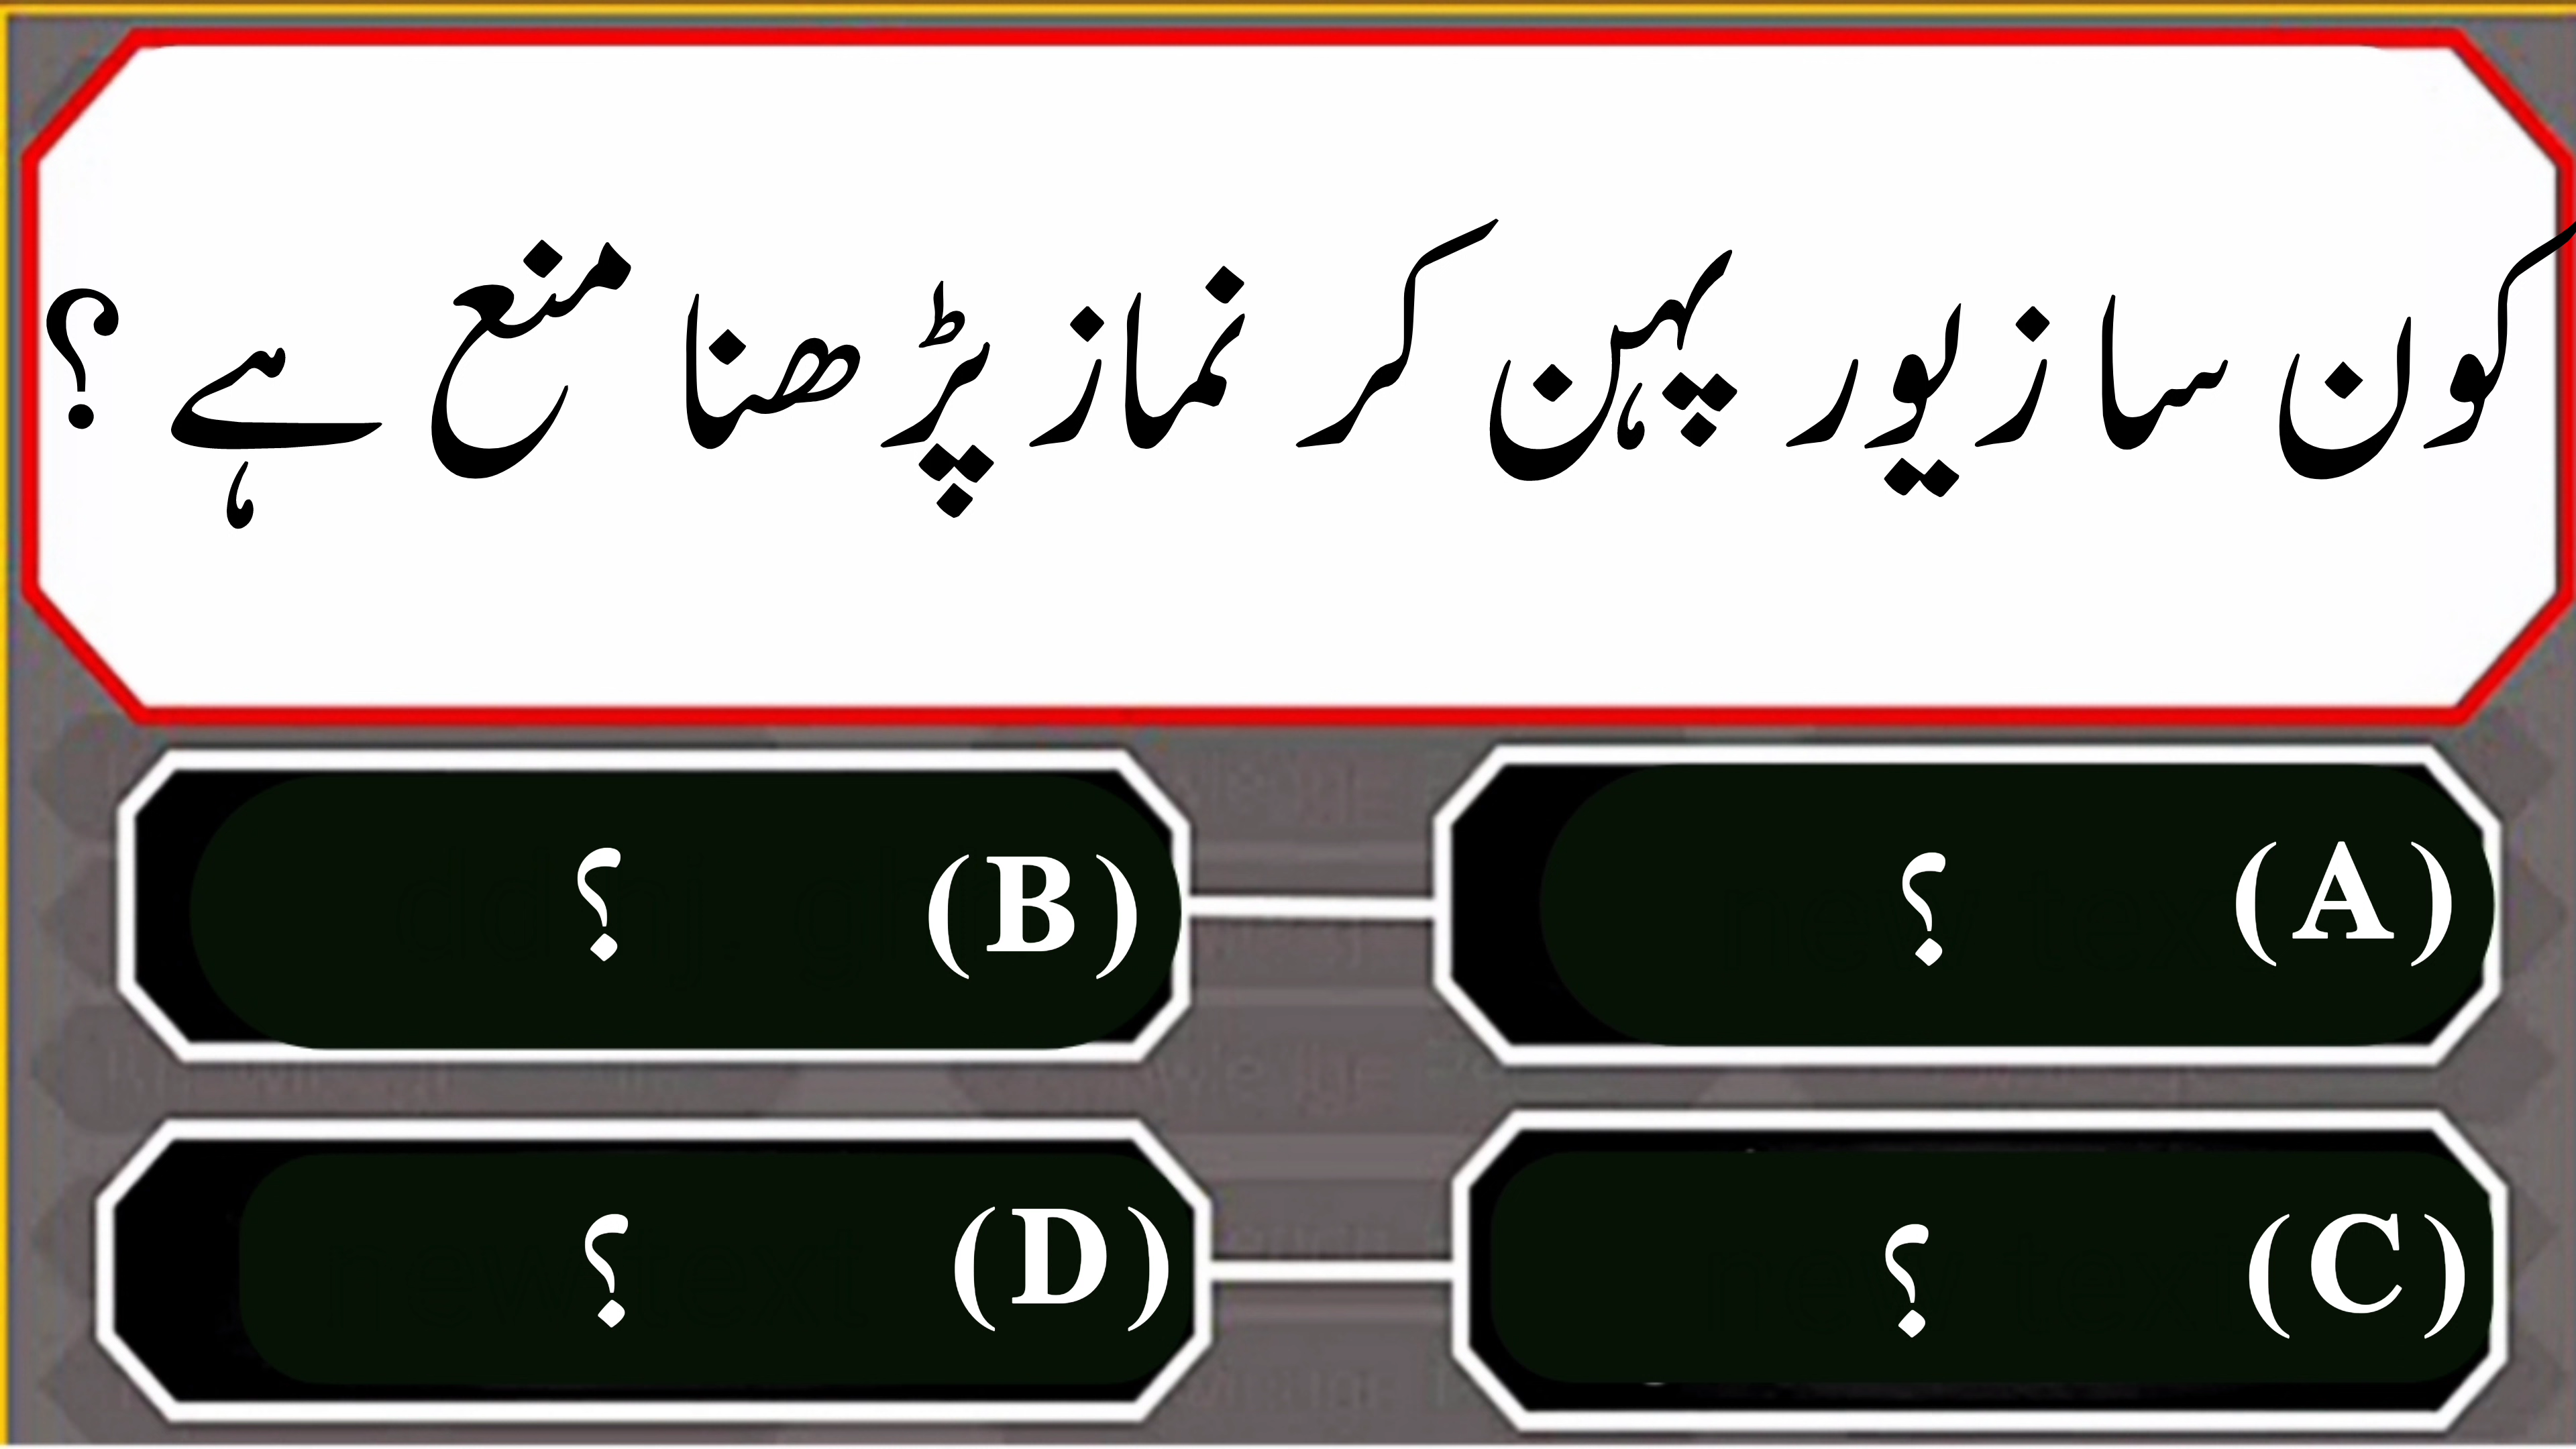 کون سا زیور پہن کر نماز پڑھنا منع ہے ؟
(A) ؟
(B) ؟
(C) ؟
(D) ؟